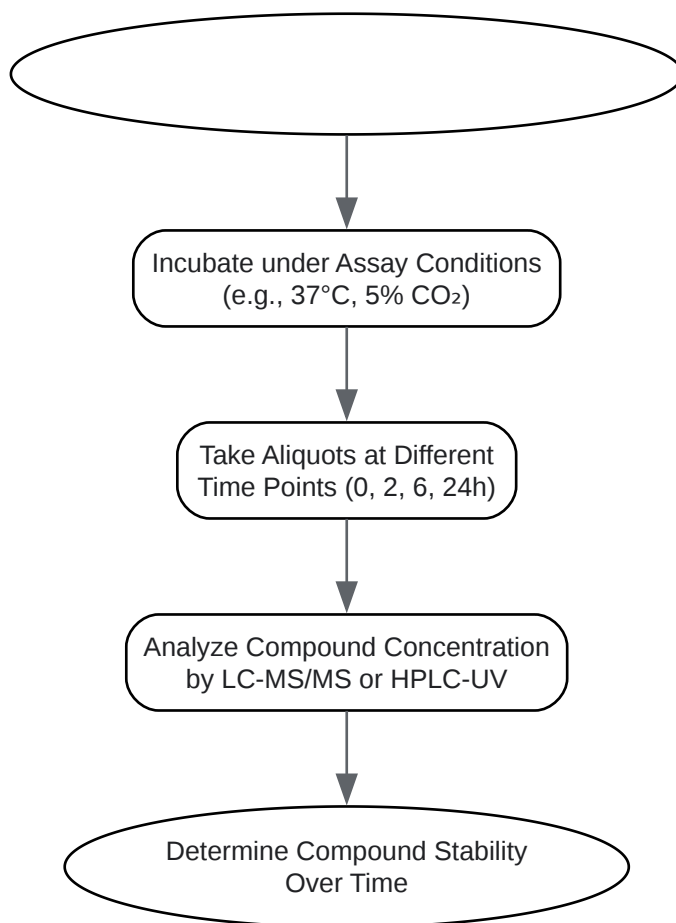 Incubate under Assay Conditions
(e.g., 37°C, 5% CO₂)
Take Aliquots at Different
Time Points (0, 2, 6, 24h)
Analyze Compound Concentration
by LC-MS/MS or HPLC-UV
Determine Compound Stability
Over Time